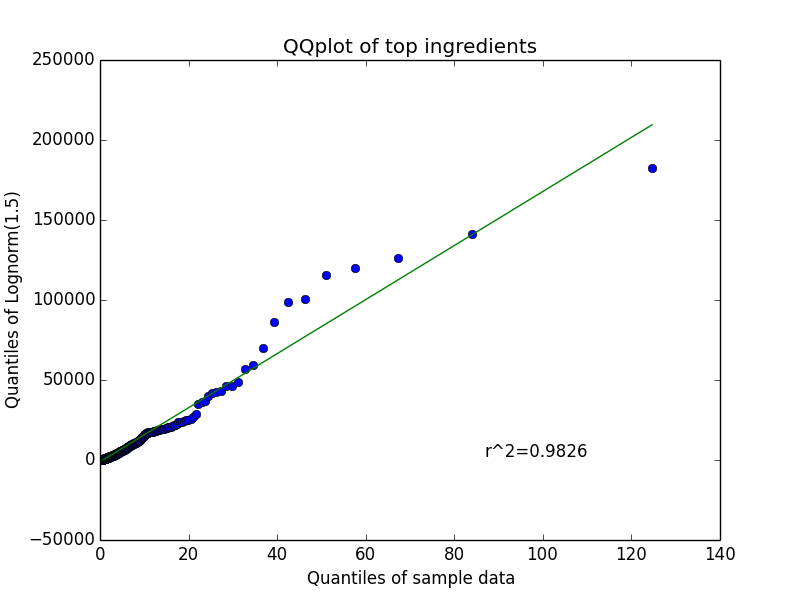 QQplot of top ingredients
250000
200000
150000
100000
50000
0
−50000
Quantiles of Lognorm(1.5)
r^2=0.9826
0 20 40 60 80 100 120 140
Quantiles of sample data